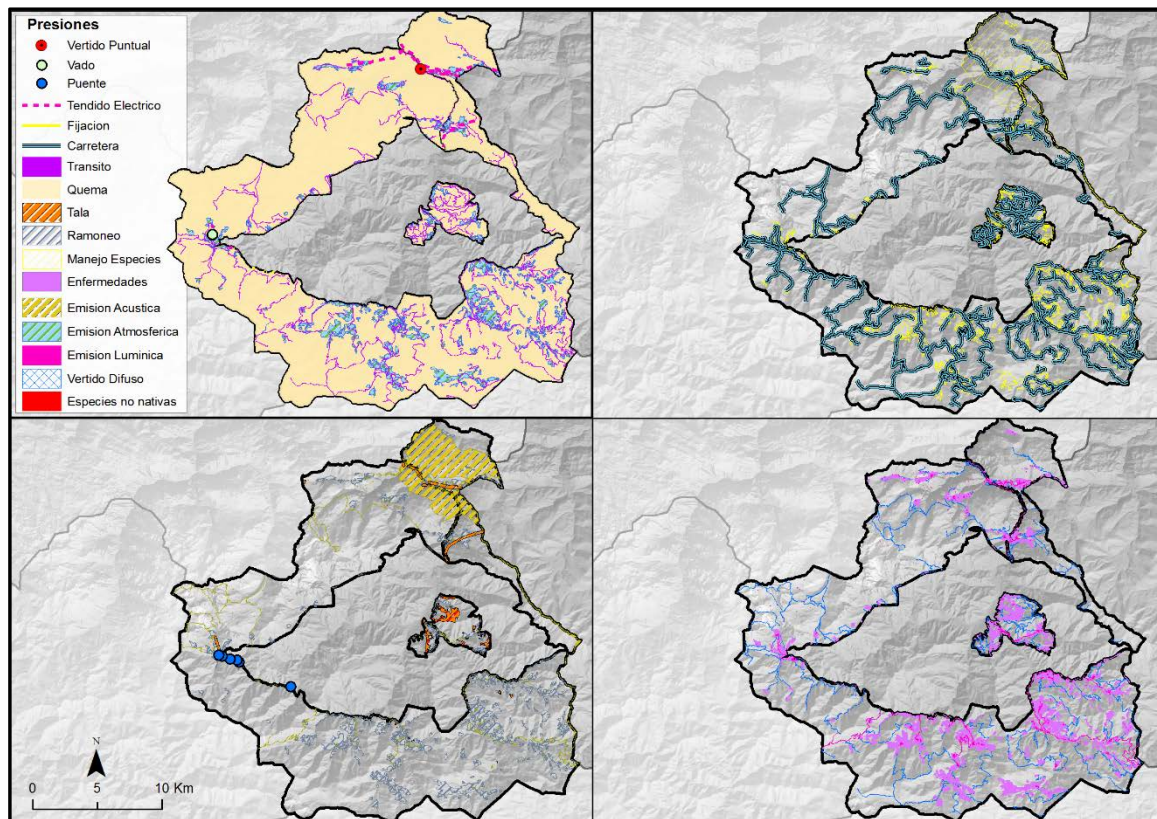 Presiones
Vertido Puntual
Vado
Puente
Tendido Electrico
Fijacion
Carretera
Transito
Quema
Tala
Ramoneo
Manejo Especies
Enfermedades
Emision Acustica
Emision Atmosferica
Emision Luminica
Vertido Difuso
Especies no nativas
N
0 5 10 Km